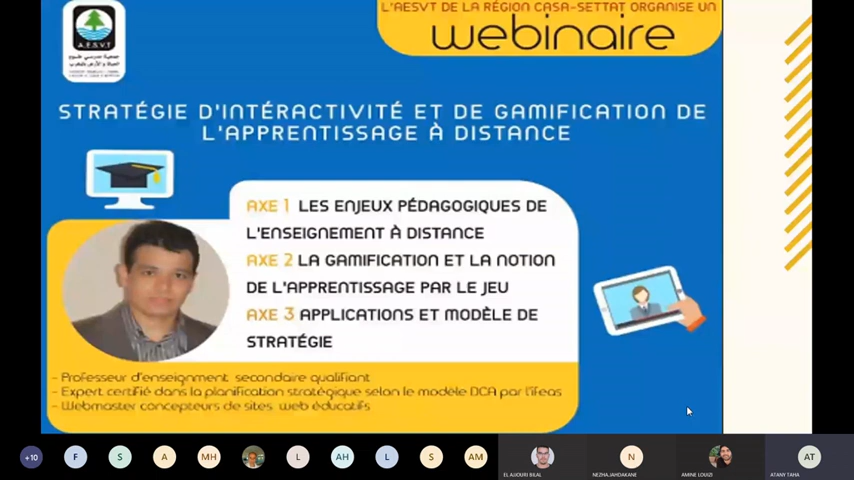 L'AESVT DE LA RÉGION CASA-SETTAT ORGANISE UN
webinaire
A.E.S.V.T
STRATÉGIE D'INTÉRACTIVITÉ ET DE GAMIFICATION DE
L'APPRENTISSAGE À DISTANCE
AXE 1 LES ENJEUX PÉDAGOGIQUES DE
L'ENSEIGNEMENT À DISTANCE
AXE 2 LA GAMIFICATION ET LA NOTION
DE L'APPRENTISSAGE PAR LE JEU
AXE 3 APPLICATIONS ET MODÈLE DE
STRATÉGIE
- Professeur d'enseignment secondaire qualifiant
- Expert certifié dans la planification stratégique selon le modèle DCA par l'ifeas
- Webmaster concepteurs de sites web éducatifs
+10
F
S
A
MH
L
AH
L
S
AM
N
AT
EL AJOURI BILAL
NEZHA JAHDAKANE
AMINE LOUIZI
ATANY TAHA